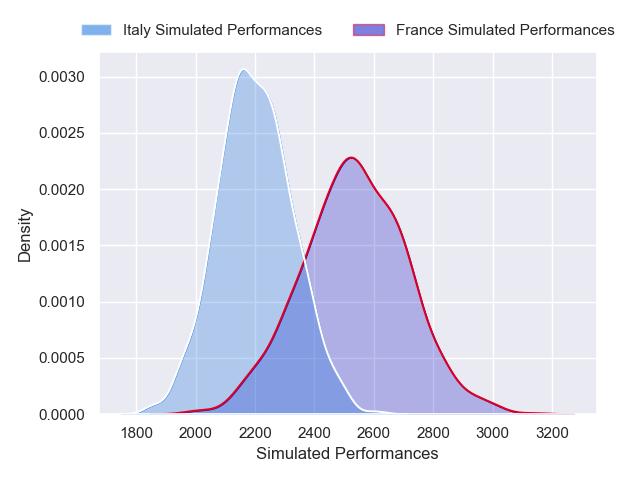 Italy Simulated Performances France Simulated Performances
0.0030
0.0025
0.0020
0.0015
0.0010
0.0005
0.0000
Density
1800 2000 2200 2400 2600 2800 3000 3200
Simulated Performances